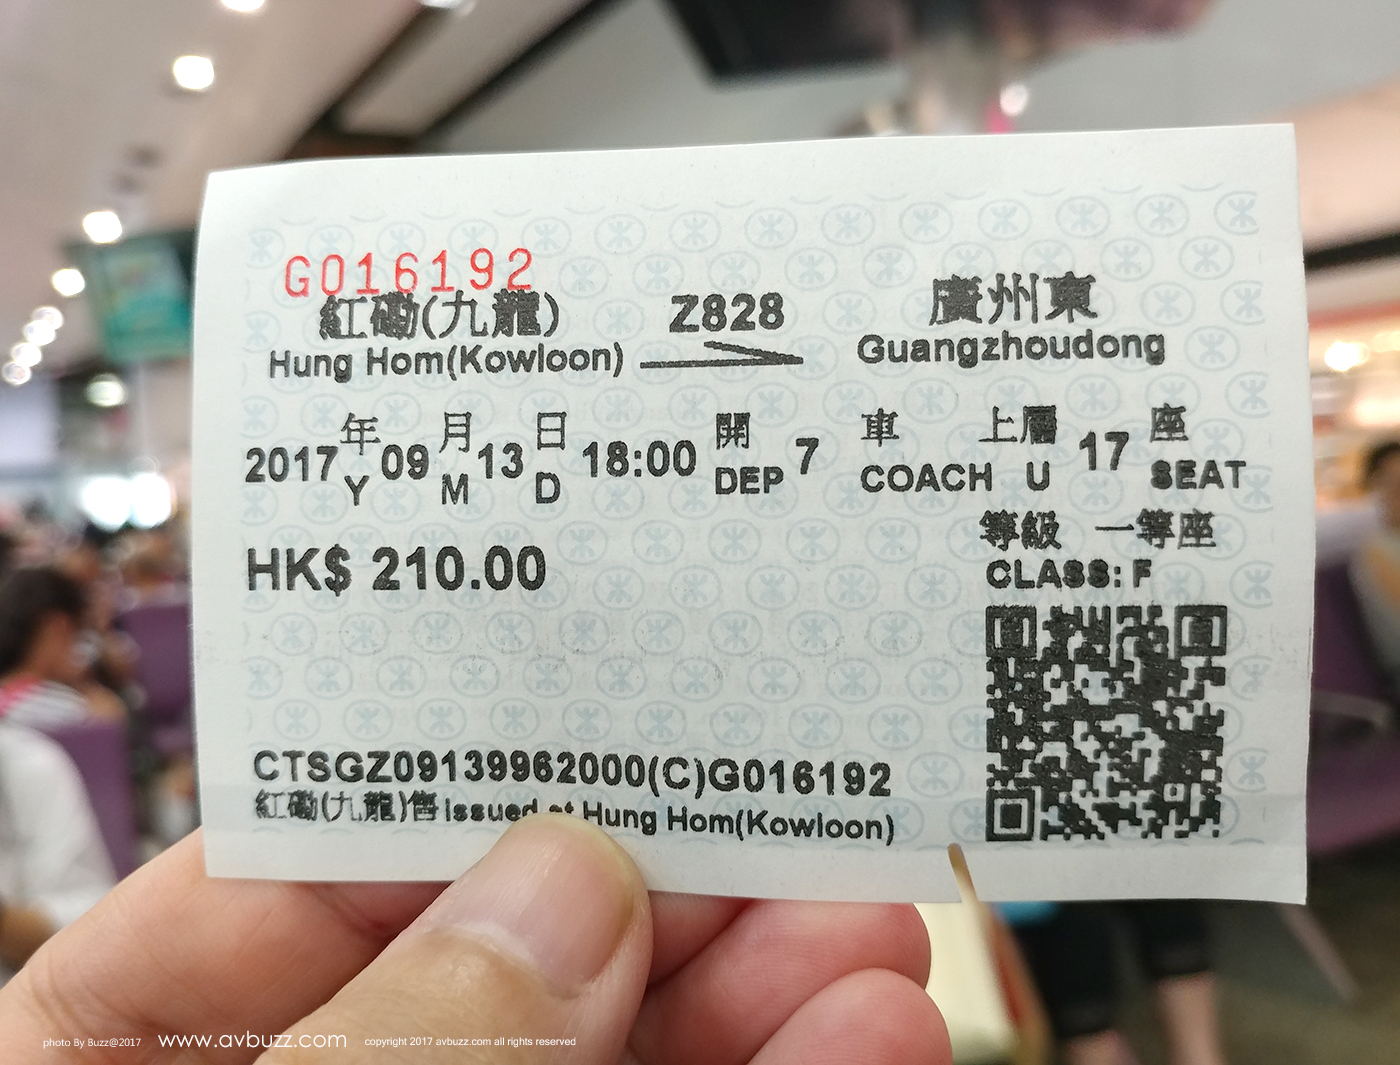 G016192
紅磡(九龍) Z828 廣州東
Hung Hom(Kowloon) Guangzhoudong
年 月 日 開 車 上層 座
2017 09 13 18:00 7 17
Y M D DEP COACH U SEAT
等級 一等座
HK$ 210.00 CLASS: F
CTSGZ09139962000(C)G016192
紅磡(九龍)售 issued at Hung Hom(Kowloon)
photo By Buzz@2017 www.avbuzz.com copyright 2017 avbuzz.com all rights reserved